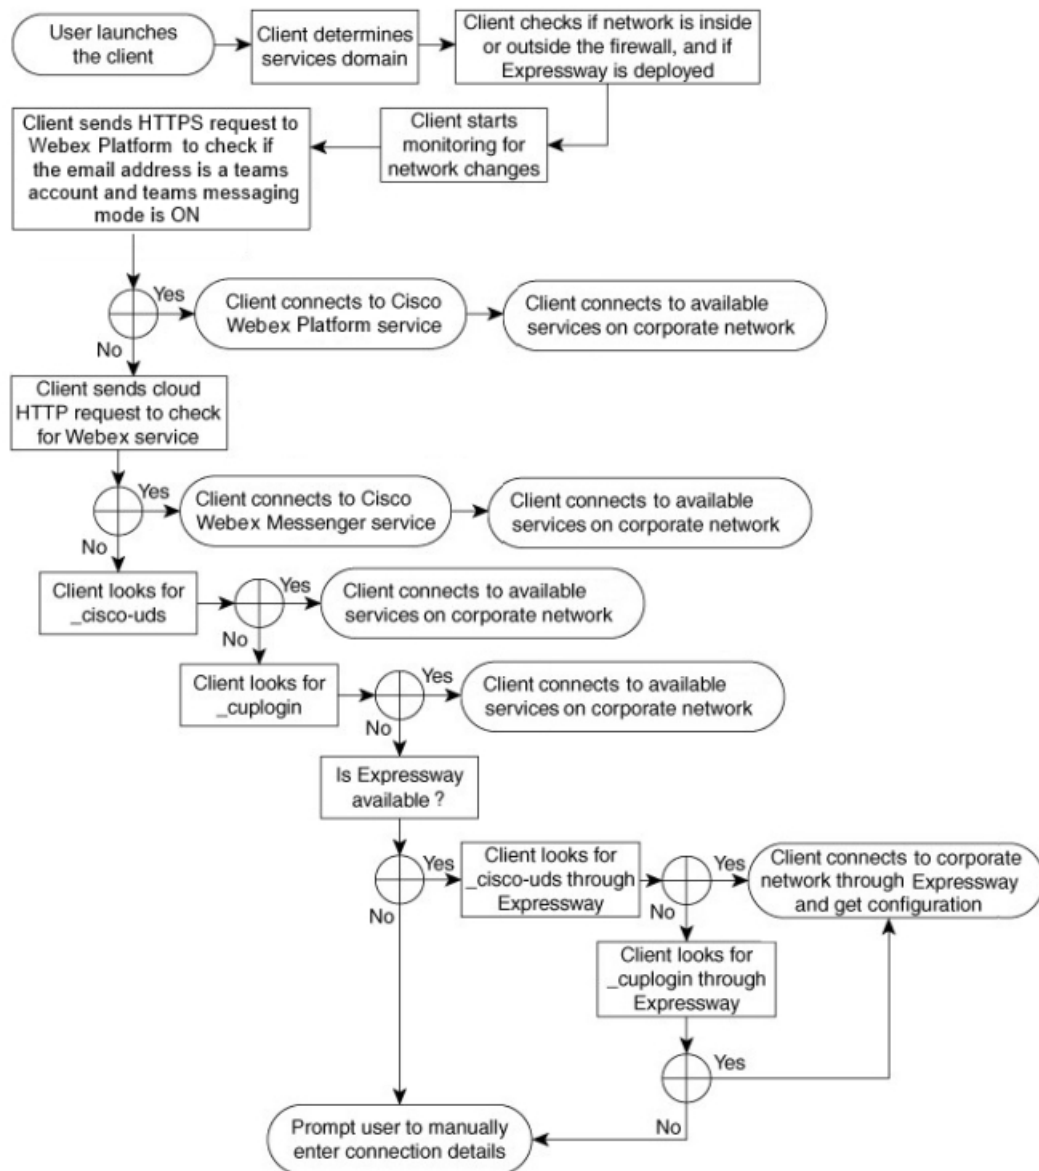 User launches
the client
Client determines
services domain
Client checks if network is inside
or outside the firewall, and if
Expressway is deployed
Client sends HTTPS request to
Webex Platform to check if
the email address is a teams
account and teams messaging
mode is ON
Client starts
monitoring for
network changes
Yes
Client connects to Cisco
Webex Platform service
Client connects to available
services on corporate network
No
Client sends cloud
HTTP request to check
for Webex service
Yes
Client connects to Cisco
Webex Messenger service
Client connects to available
services on corporate network
No
Client looks for
_cisco-uds
Yes
Client connects to available
services on corporate network
No
Client looks for
_cuplogin
Yes
Client connects to available
services on corporate network
No
Is Expressway
available ?
Yes
Client looks for
_cisco-uds through
Expressway
Yes
Client connects to corporate
network through Expressway
and get configuration
No
No
Client looks for
_cuplogin through
Expressway
Yes
No
Prompt user to manually
enter connection details